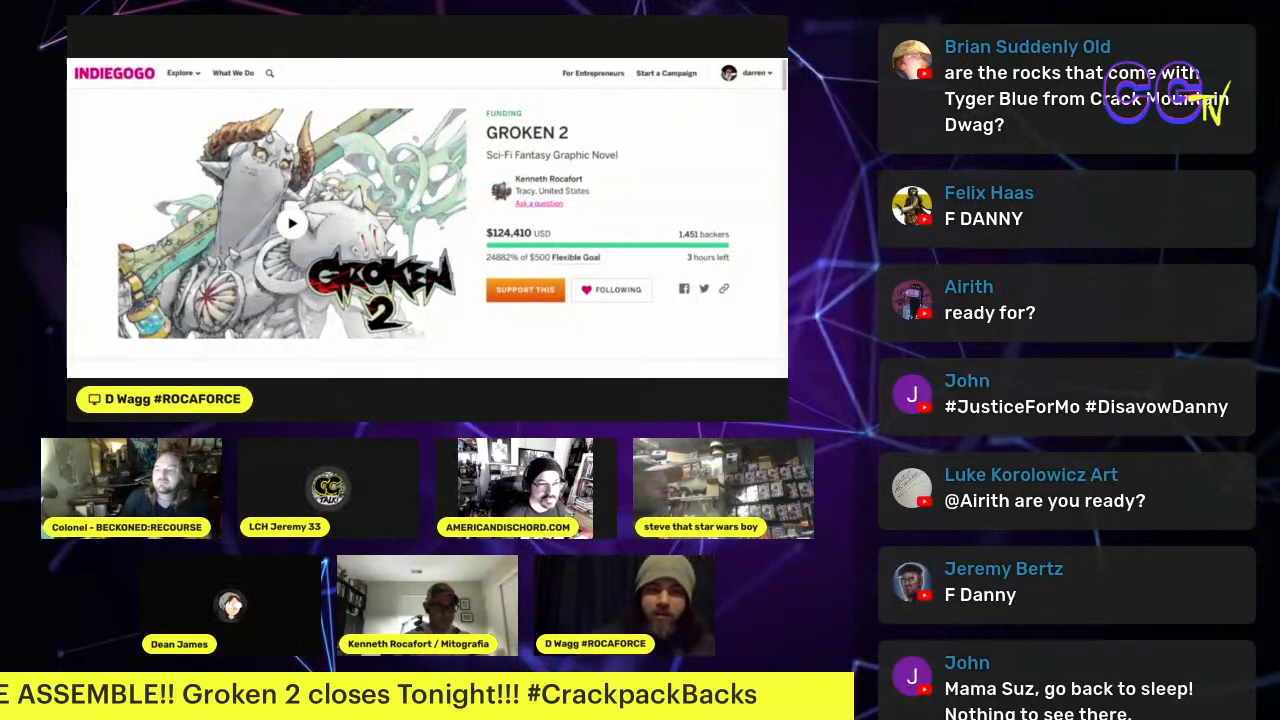 INDIEGOGO
Explore
What We Do
For Entrepreneurs
Start a Campaign
darren
FUNDING
GROKEN 2
Sci-Fi Fantasy Graphic Novel
Kenneth Rocafort
Tracy, United States
Ask a question
$124,410 USD
1,451 backers
24882% of $500 Flexible Goal
3 hours left
SUPPORT THIS
FOLLOWING
GROKEN
2
D Wagg #ROCAFORCE
Colonel - BECKONED:RECOURSE
CG
TALK
LCH Jeremy 33
AMERICANDISCHORD.COM
steve that star wars boy
Dean James
Kenneth Rocafort / Mitografia
D Wagg #ROCAFORCE
E ASSEMBLE!! Groken 2 closes Tonight!!! #CrackpackBacks
Brian Suddenly Old
are the rocks that come with
Tyger Blue from Crack Mountain
Dwag?
CG TV
Felix Haas
F DANNY
Airith
ready for?
J
John
#JusticeForMo #DisavowDanny
Luke Korolowicz Art
@Airith are you ready?
Jeremy Bertz
F Danny
J
John
Mama Suz, go back to sleep!
Nothing to see there.